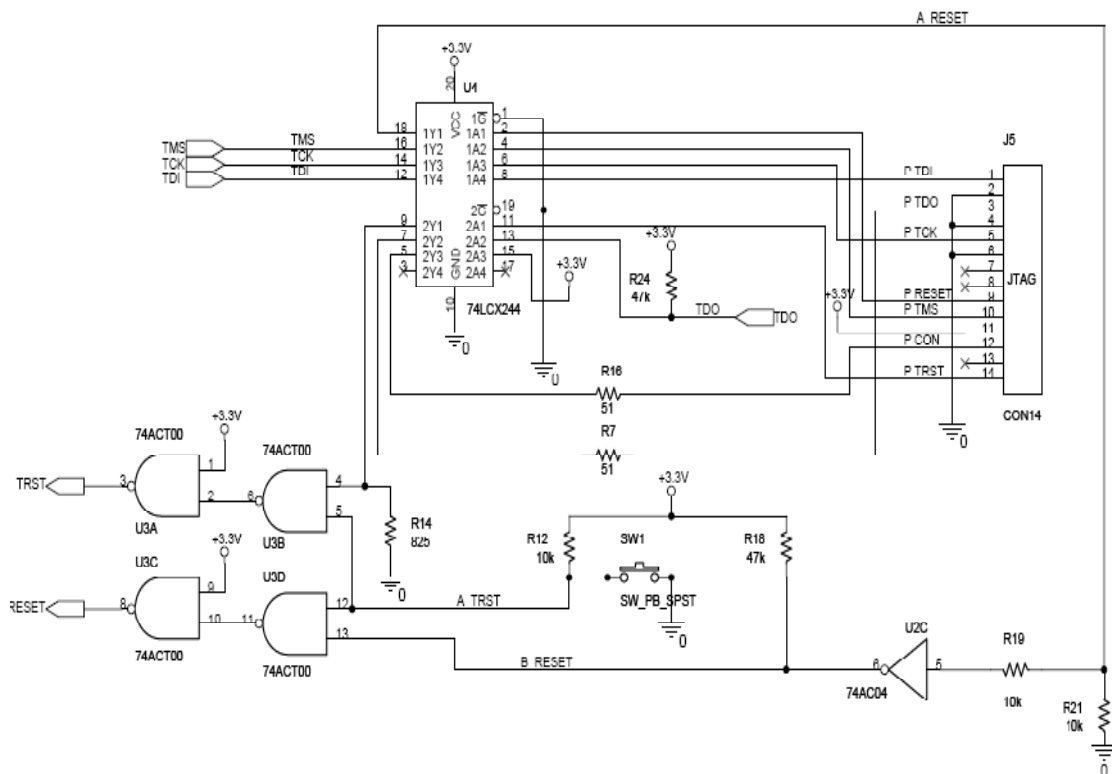 A_RESET
+3.3V
20
U4
VCC
18 1Y1 1G 1
16 1Y2 1A1 2
14 1Y3 1A2 4
12 1Y4 1A3 6
1A4 8
2G 19
9 2Y1 2A1 11
7 2Y2 2A2 13
5 2Y3 2A3 15
3 2Y4 2A4 17
GND
10
74LCX244
0
0
TMS TMS
TCK TCK
TDI TDI
J5
P TDI 1
2
P TDO 3
4
P TCK 5
6
7
JTAG
8
P RESET 9
P TMS 10
11
P CON 12
13
P TRST 14
CON14
0
+3.3V
+3.3V
+3.3V
R24
47k
TDO TDO
R16
51
R7
51
+3.3V
74ACT00
74ACT00
TRST 3 1
2 6 4
5
U3A
U3B
R14
825
0
+3.3V
+3.3V
R12
10k
SW1
SW_PB_SPST
0
R18
47k
U3C
U3D
RESET 8 9
10 11 12
13
74ACT00
74ACT00
A TRST
B RESET
U2C
6 5
74AC04
R19
10k
R21
10k
0